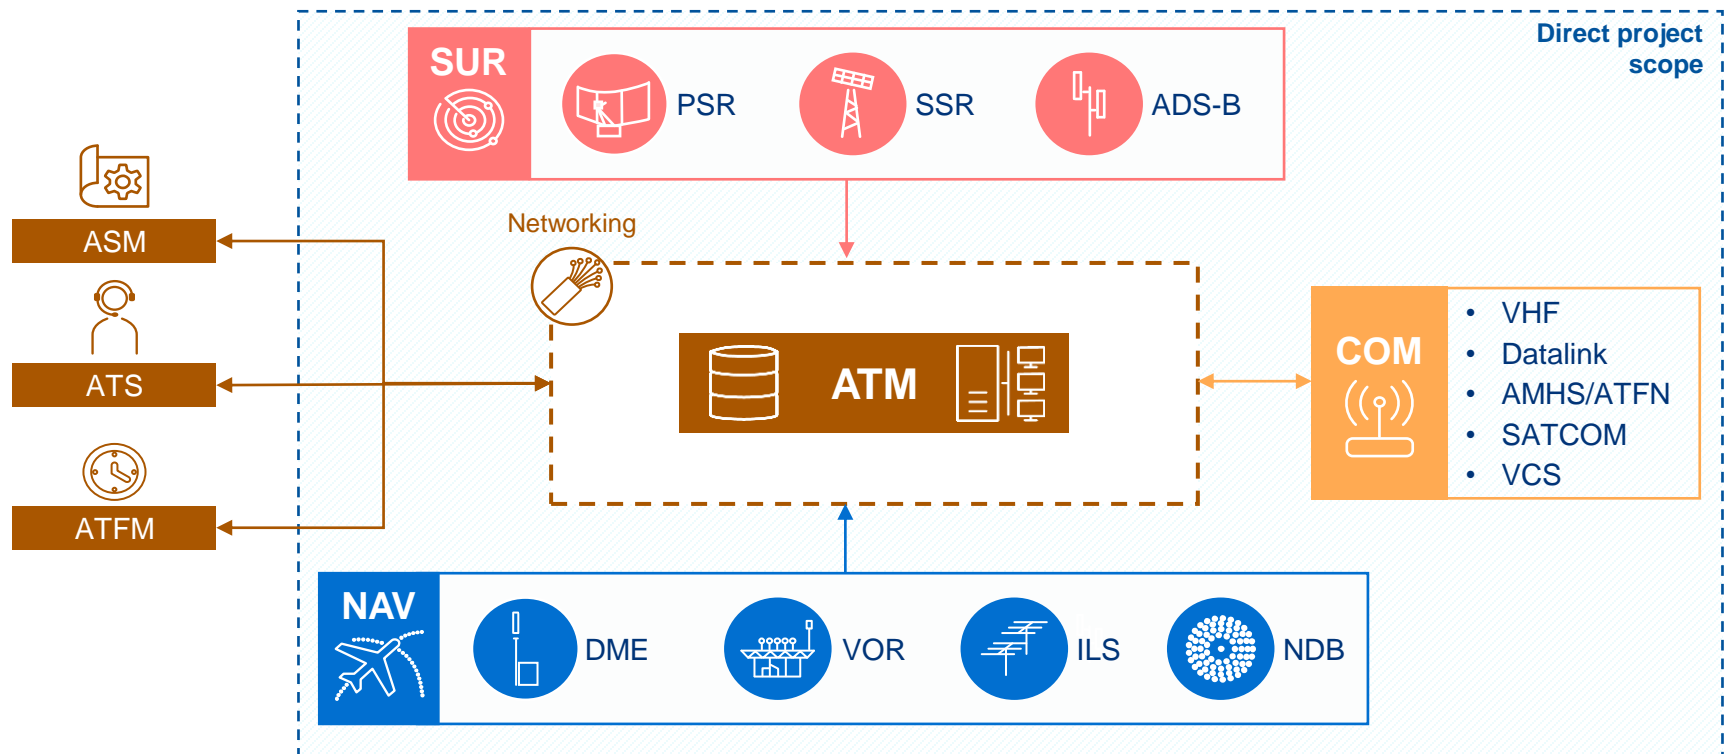 Direct project
scope
SUR
PSR
SSR
ADS-B
Networking
ASM
ATS
ATFM
ATM
COM
• VHF
• Datalink
• AMHS/ATFN
• SATCOM
• VCS
NAV
DME
VOR
ILS
NDB